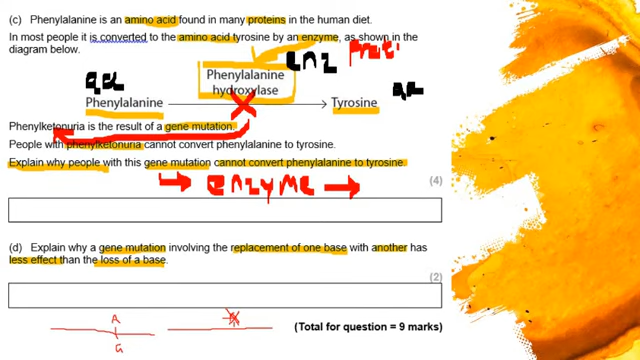 (c) Phenylalanine is an amino acid found in many proteins in the human diet.
In most people it is converted to the amino acid tyrosine by an enzyme, as shown in the
diagram below.
enz
aa
Phenylalanine
hydroxylase
Phenylalanine
Tyrosine
Phenylketonuria is the result of a gene mutation.
People with phenylketonuria cannot convert phenylalanine to tyrosine.
Explain why people with this gene mutation cannot convert phenylalanine to tyrosine.
enzyme
(4)
(d) Explain why a gene mutation involving the replacement of one base with another has
less effect than the loss of a base.
(2)
A
G
(Total for question = 9 marks)